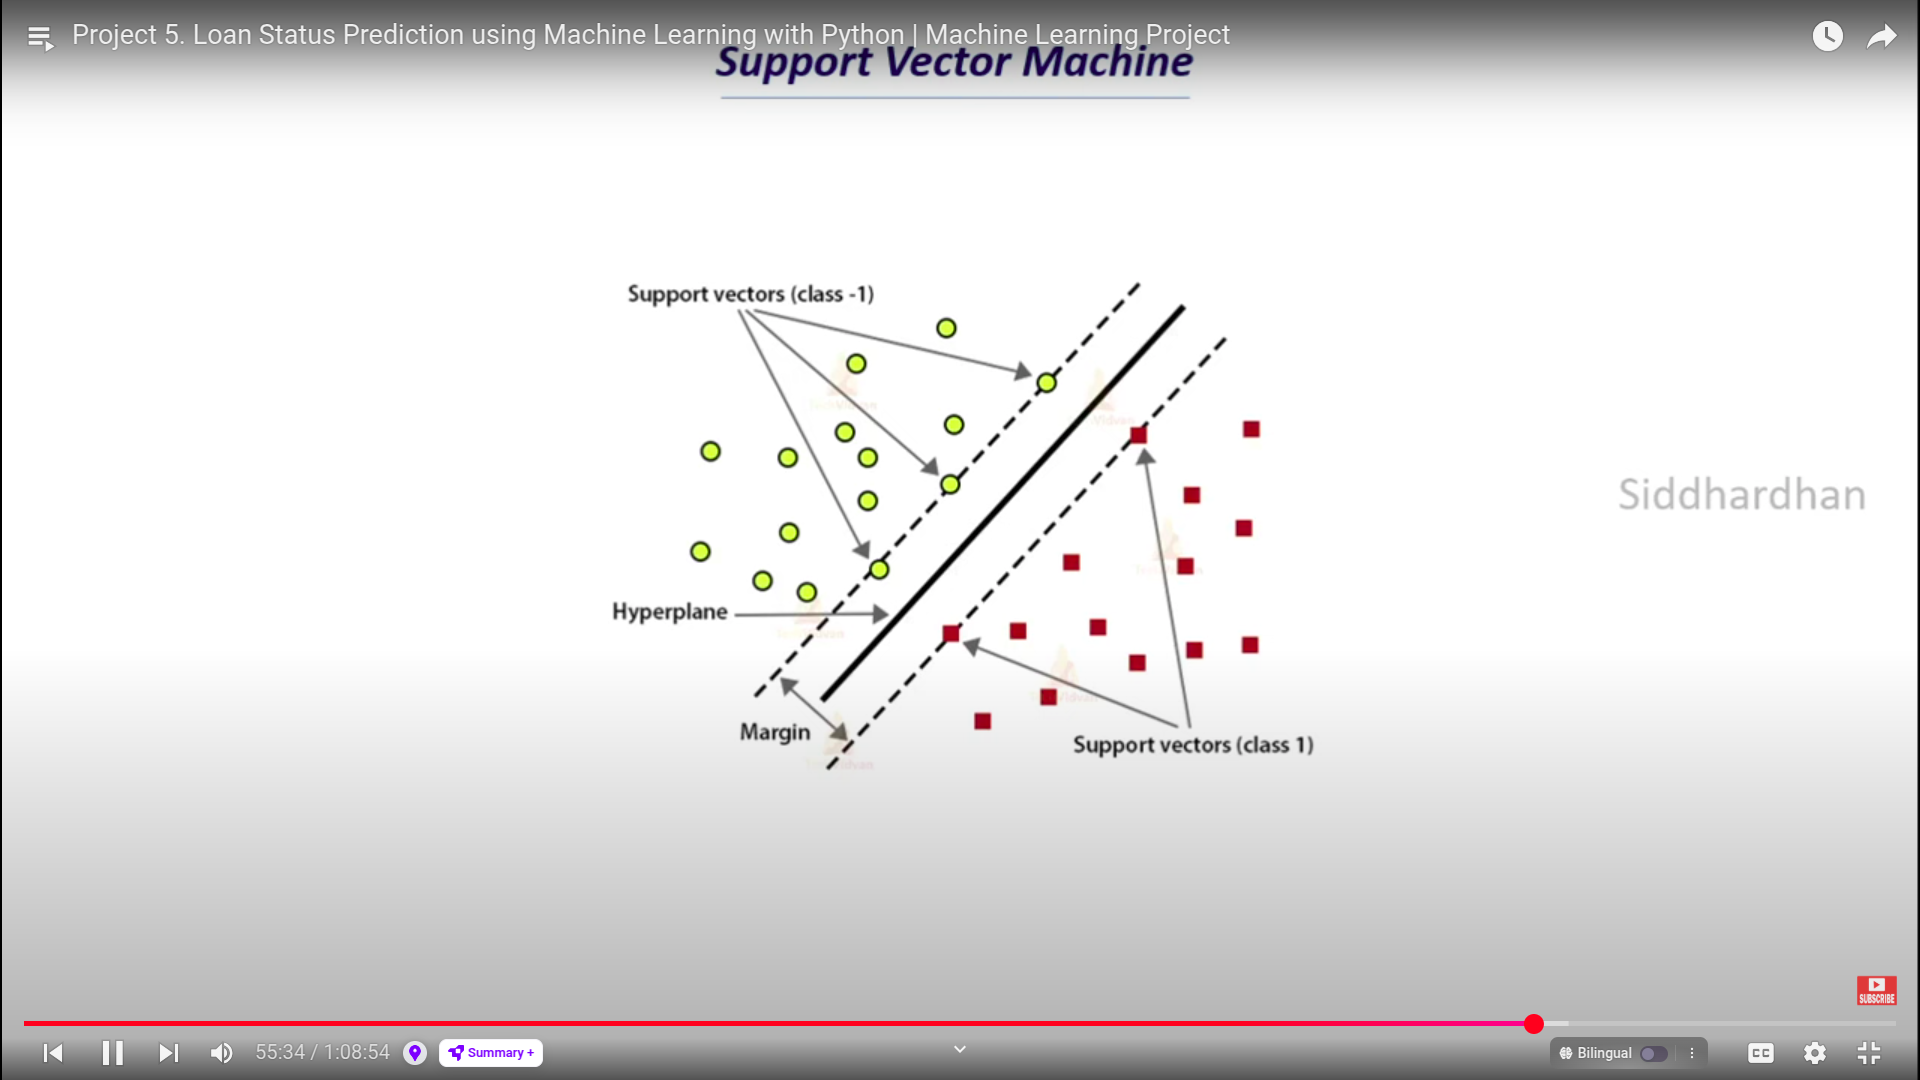 Project 5. Loan Status Prediction using Machine Learning with Python | Machine Learning Project
Support Vector Machine
Support vectors (class -1)
Siddhardhan
Hyperplane
Margin
Support vectors (class 1)
SUBSCRIBE
55:34 / 1:08:54
Summary +
Bilingual
CC